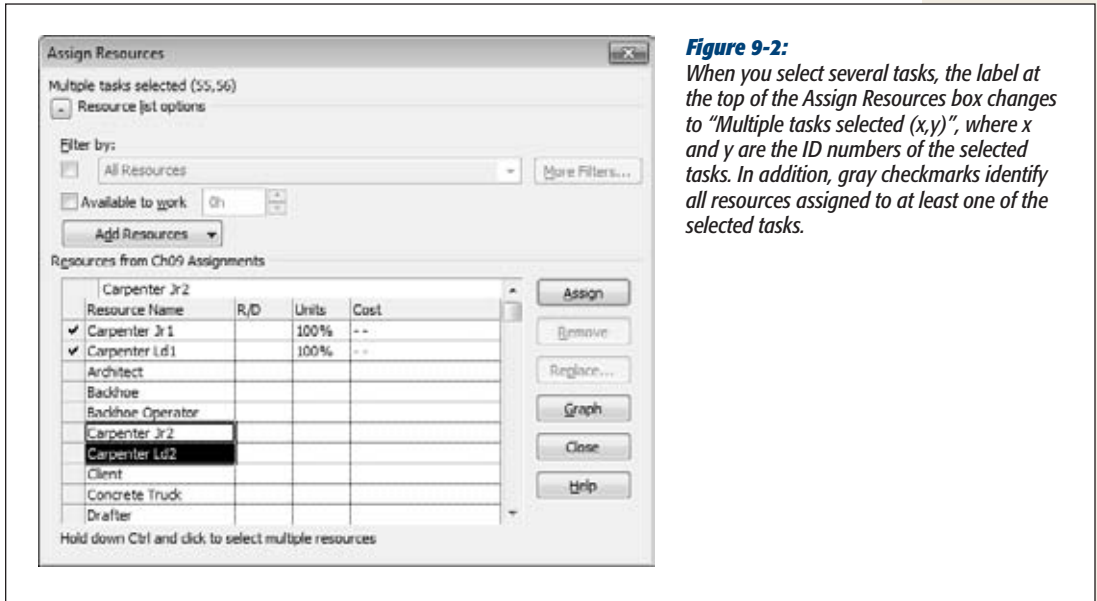 Assign Resources
Multiple tasks selected (55,56)
Resource list options
Filter by:
All Resources
More Filters...
Available to work 0h
Add Resources
Resources from Ch09 Assignments
Carpenter Jr2
Assign
Resource Name R/D Units Cost
Carpenter Jr1 100% --
Remove
Carpenter Ld1 100% --
Architect
Replace...
Backhoe
Backhoe Operator
Graph
Carpenter Jr2
Carpenter Ld2
Close
Client
Concrete Truck
Help
Drafter
Hold down Ctrl and click to select multiple resources
Figure 9-2:
When you select several tasks, the label at
the top of the Assign Resources box changes
to “Multiple tasks selected (x,y)”, where x
and y are the ID numbers of the selected
tasks. In addition, gray checkmarks identify
all resources assigned to at least one of the
selected tasks.